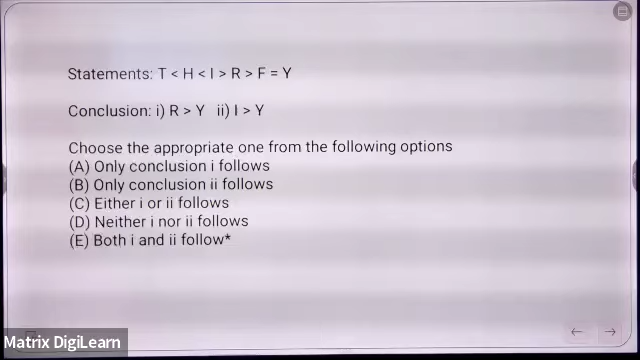 Statements: T < H < I > R > F = Y
Conclusion: i) R > Y ii) I > Y
Choose the appropriate one from the following options
(A) Only conclusion i follows
(B) Only conclusion ii follows
(C) Either i or ii follows
(D) Neither i nor ii follows
(E) Both i and ii follow*
Matrix DigiLearn